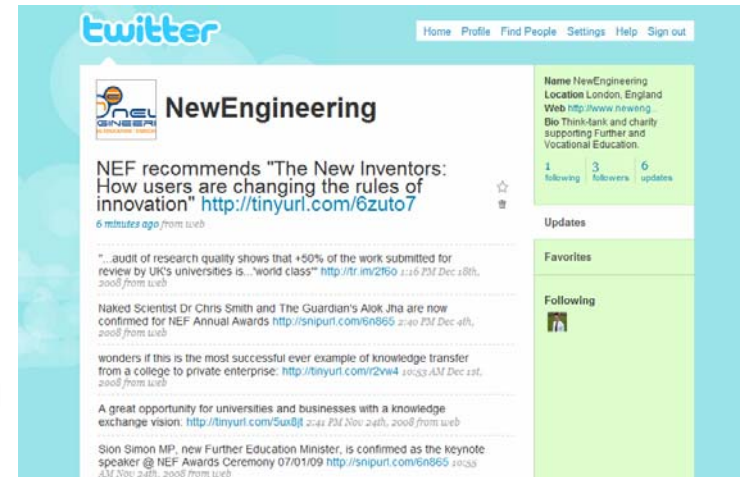 twitter
Home Profile Find People Settings Help Sign out
NewEngineering
NEF recommends "The New Inventors:
How users are changing the rules of
innovation" http://tinyurl.com/6zuto7
6 minutes ago from web
"...audit of research quality shows that +50% of the work submitted for
review by UK's universities is...'world class'" http://tr.im/2f6o 1:16 PM Dec 18th,
2008 from web
Naked Scientist Dr Chris Smith and The Guardian's Alok Jha are now
confirmed for NEF Annual Awards http://snipurl.com/6n865 2:40 PM Dec 4th,
2008 from web
wonders if this is the most successful ever example of knowledge transfer
from a college to private enterprise: http://tinyurl.com/r2vw4 10:53 AM Dec 1st,
2008 from web
A great opportunity for universities and businesses with a knowledge
exchange vision: http://tinyurl.com/5ux8jt 2:41 PM Nov 24th, 2008 from web
Sion Simon MP, new Further Education Minister, is confirmed as the keynote
speaker @ NEF Awards Ceremony 07/01/09 http://snipurl.com/6n865 10:55
AM Nov 24th, 2008 from web
Name NewEngineering
Location London, England
Web http://www.neweng...
Bio Think-tank and charity
supporting Further and
Vocational Education.
1 3 6
following followers updates
Updates
Favorites
Following